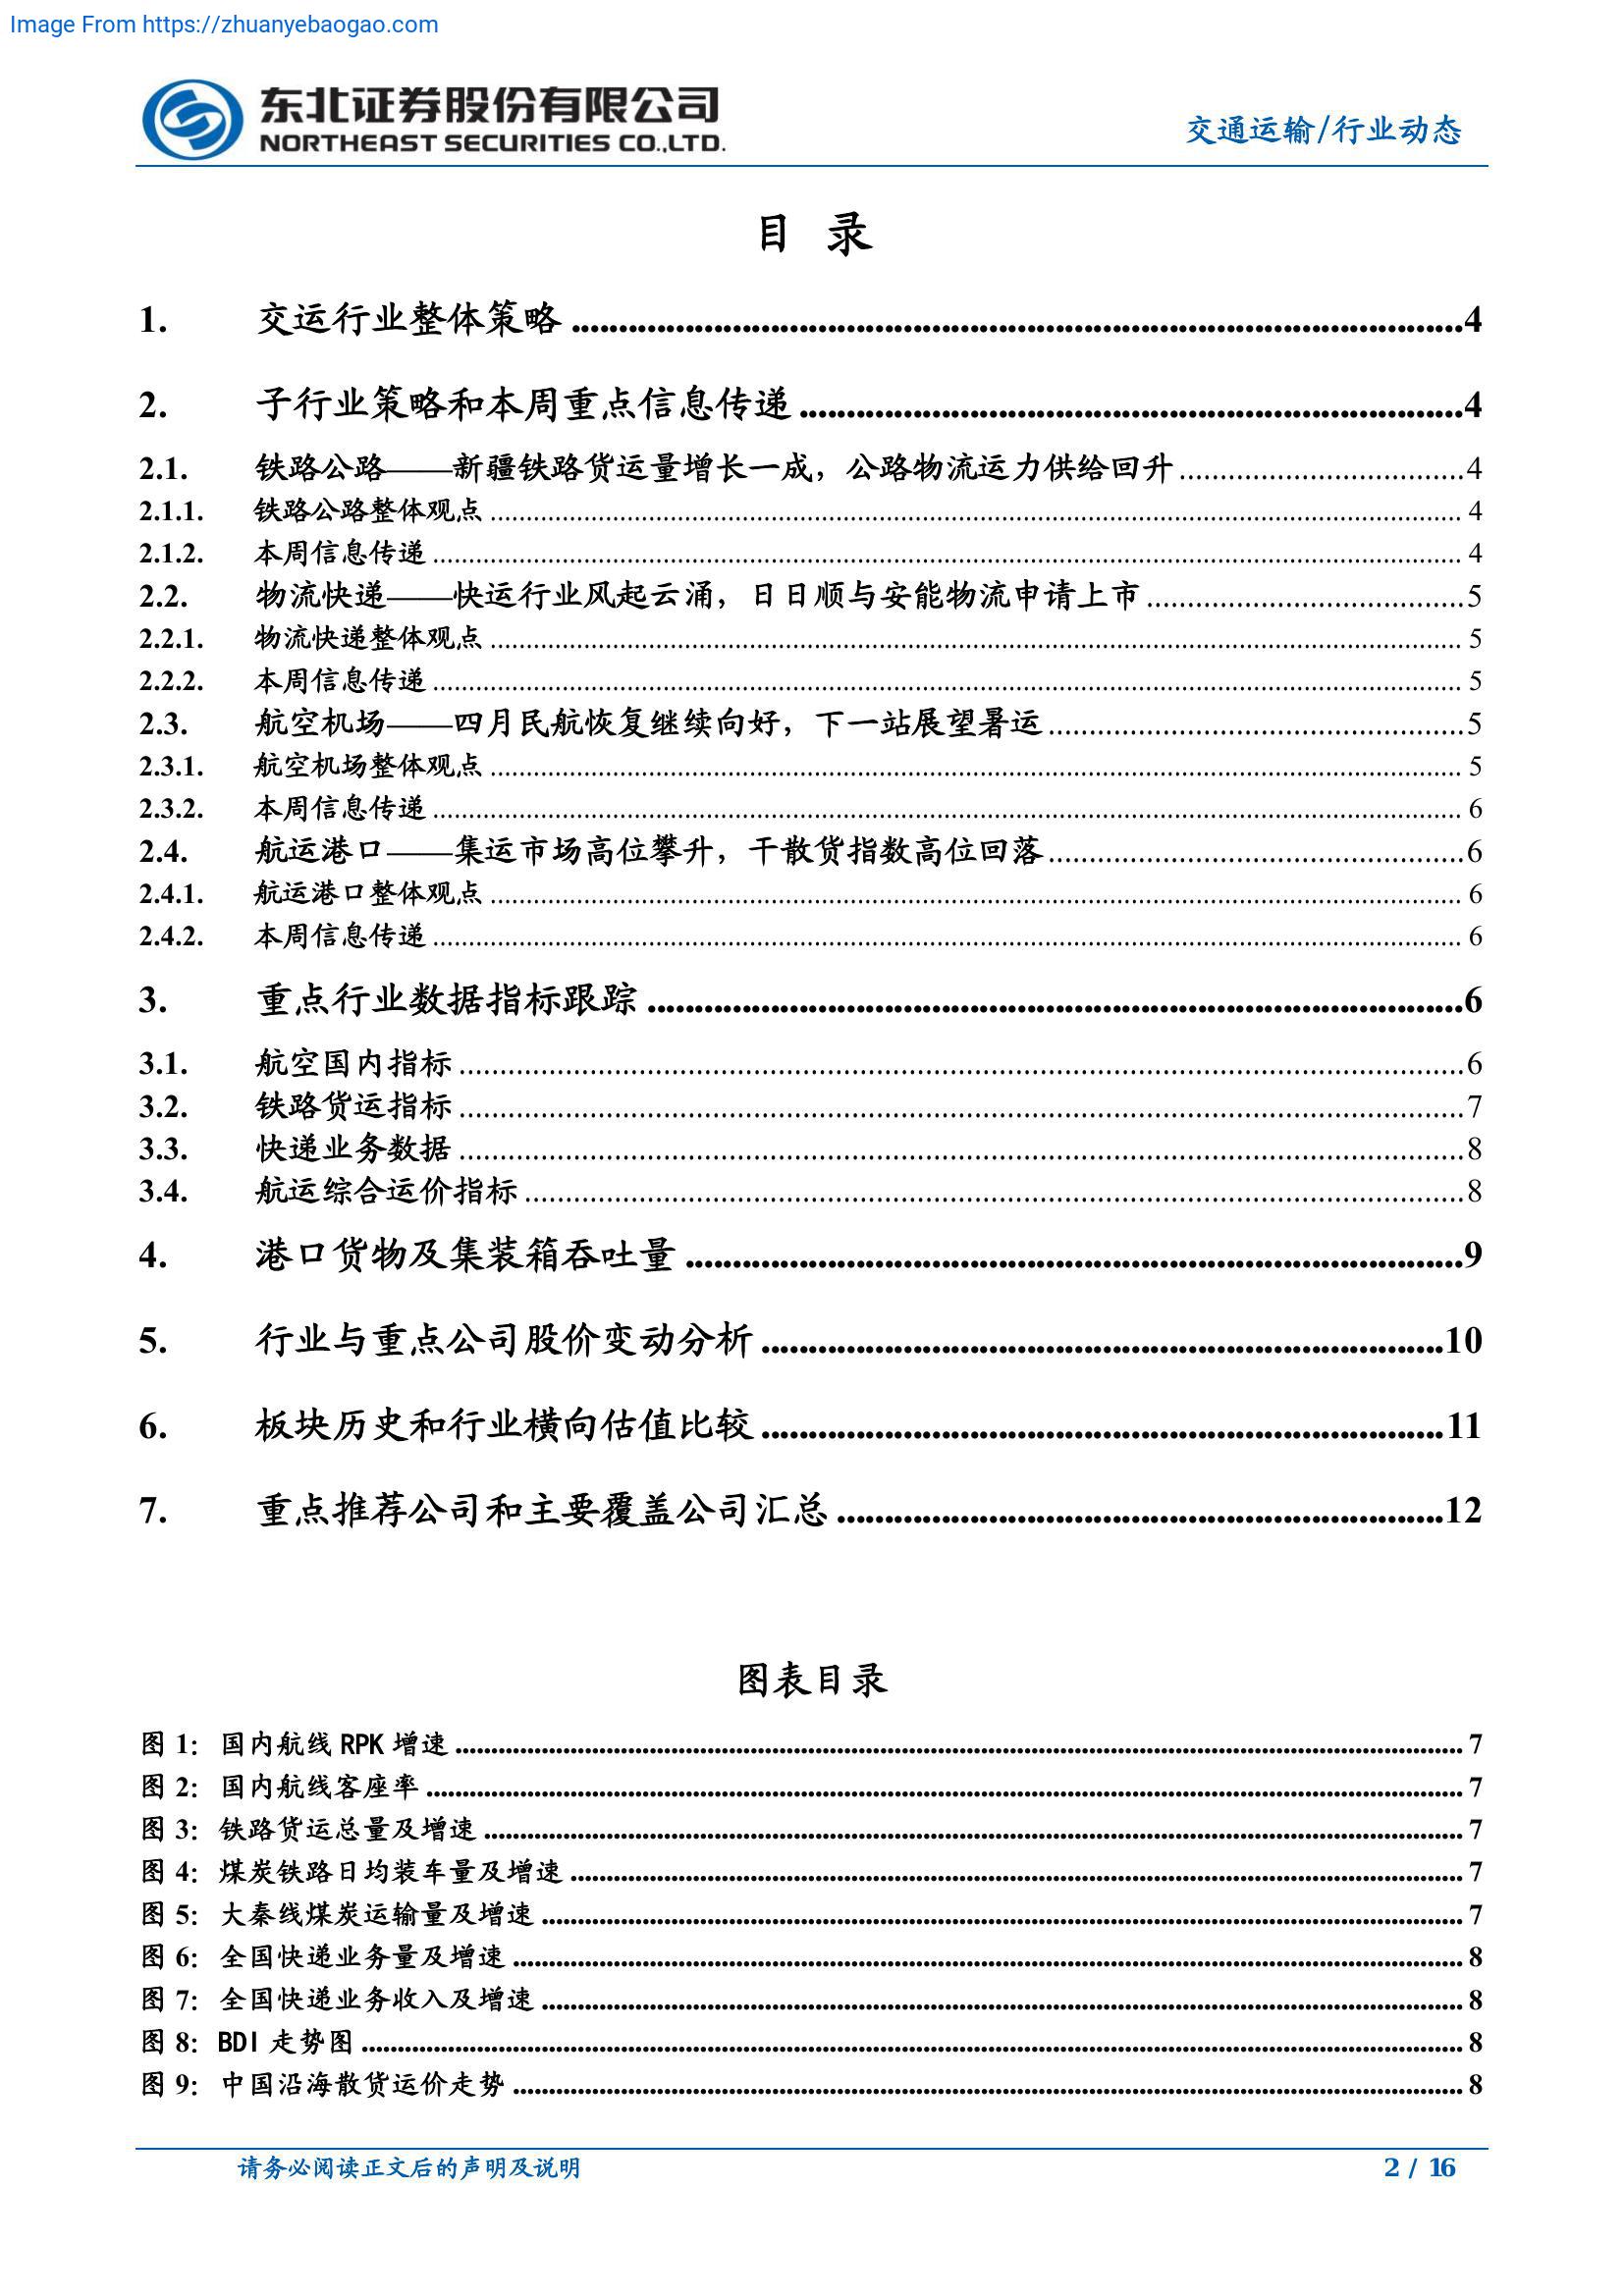 Image From https://zhuanyebaogao.com
东北证券股份有限公司
NORTHEAST SECURITIES CO.,LTD.
交通运输/行业动态
目 录
1. 交运行业整体策略 ........ 4
2. 子行业策略和本周重点信息传递 ........ 4
2.1. 铁路公路——新疆铁路货运量增长一成，公路物流运力供给回升 ........ 4
2.1.1. 铁路公路整体观点 ........ 4
2.1.2. 本周信息传递 ........ 4
2.2. 物流快递——快运行业风起云涌，日日顺与安能物流申请上市 ........ 5
2.2.1. 物流快递整体观点 ........ 5
2.2.2. 本周信息传递 ........ 5
2.3. 航空机场——四月民航恢复继续向好，下一站展望暑运 ........ 5
2.3.1. 航空机场整体观点 ........ 5
2.3.2. 本周信息传递 ........ 6
2.4. 航运港口——集运市场高位攀升，干散货指数高位回落 ........ 6
2.4.1. 航运港口整体观点 ........ 6
2.4.2. 本周信息传递 ........ 6
3. 重点行业数据指标跟踪 ........ 6
3.1. 航空国内指标 ........ 6
3.2. 铁路货运指标 ........ 7
3.3. 快递业务数据 ........ 8
3.4. 航运综合运价指标 ........ 8
4. 港口货物及集装箱吞吐量 ........ 9
5. 行业与重点公司股价变动分析 ........ 10
6. 板块历史和行业横向估值比较 ........ 11
7. 重点推荐公司和主要覆盖公司汇总 ........ 12
图表目录
图 1：国内航线 RPK 增速 ........ 7
图 2：国内航线客座率 ........ 7
图 3：铁路货运总量及增速 ........ 7
图 4：煤炭铁路日均装车量及增速 ........ 7
图 5：大秦线煤炭运输量及增速 ........ 7
图 6：全国快递业务量及增速 ........ 8
图 7：全国快递业务收入及增速 ........ 8
图 8：BDI 走势图 ........ 8
图 9：中国沿海散货运价走势 ........ 8
请务必阅读正文后的声明及说明
2 / 16